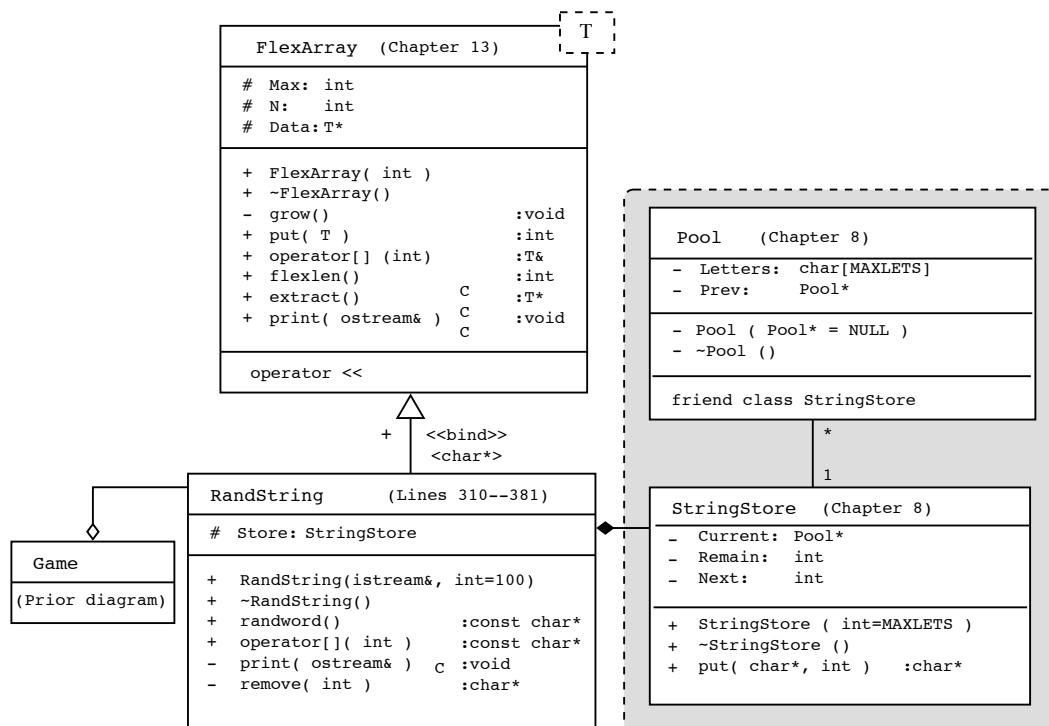 T
FlexArray (Chapter 13)
# Max: int
# N: int
# Data: T*
+ FlexArray( int )
+ ~FlexArray()
- grow() :void
+ put( T ) :int
+ operator[] (int) :T&
+ flexlen() :int
+ extract() C :T*
+ print( ostream& ) C :void
C
operator <<
+ <<bind>>
<char*>
RandString (Lines 310--381)
# Store: StringStore
+ RandString(istream&, int=100)
+ ~RandString()
+ randword() :const char*
+ operator[]( int ) :const char*
- print( ostream& ) C :void
- remove( int ) :char*
Game
(Prior diagram)
Pool (Chapter 8)
- Letters: char[MAXLETS]
- Prev: Pool*
- Pool ( Pool* = NULL )
- ~Pool ()
friend class StringStore
*
1
StringStore (Chapter 8)
- Current: Pool*
- Remain: int
- Next: int
+ StringStore ( int=MAXLETS )
+ ~StringStore ()
+ put( char*, int ) :char*